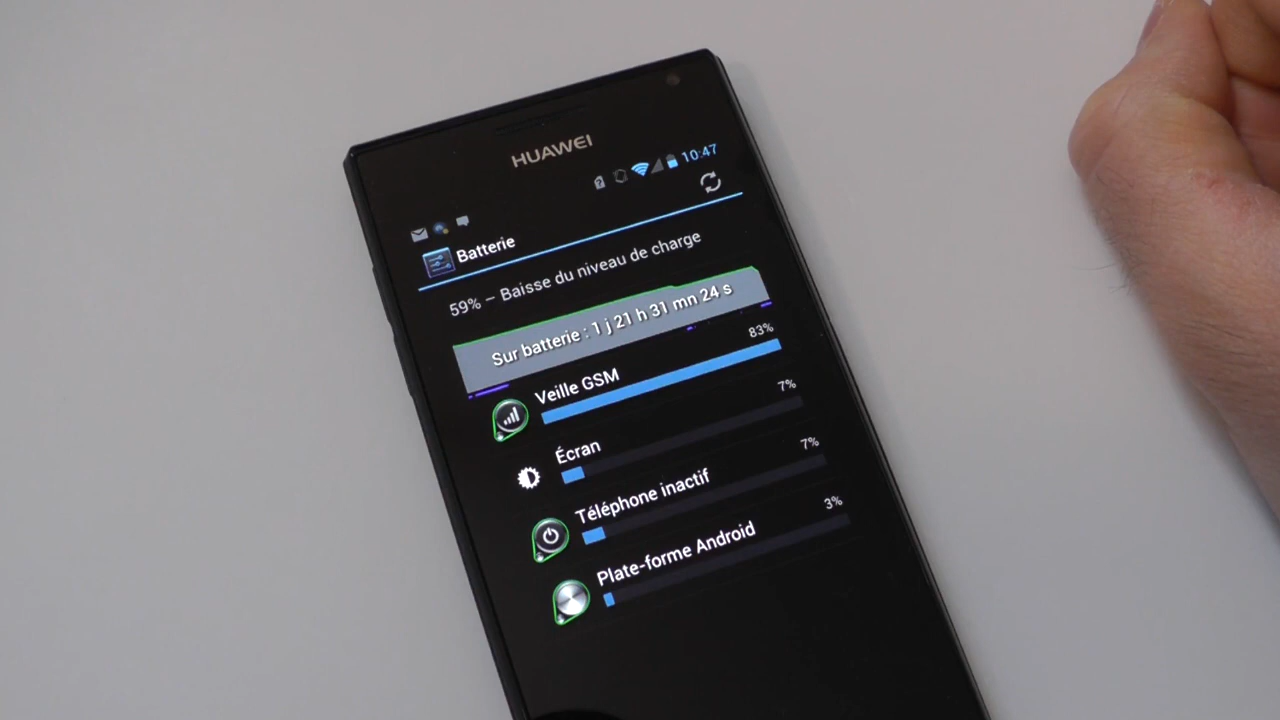 HUAWEI
10:47
Batterie
59% – Baisse du niveau de charge
Sur batterie : 1 j 21 h 31 mn 24 s
Veille GSM
83%
Écran
7%
Téléphone inactif
7%
Plate-forme Android
3%